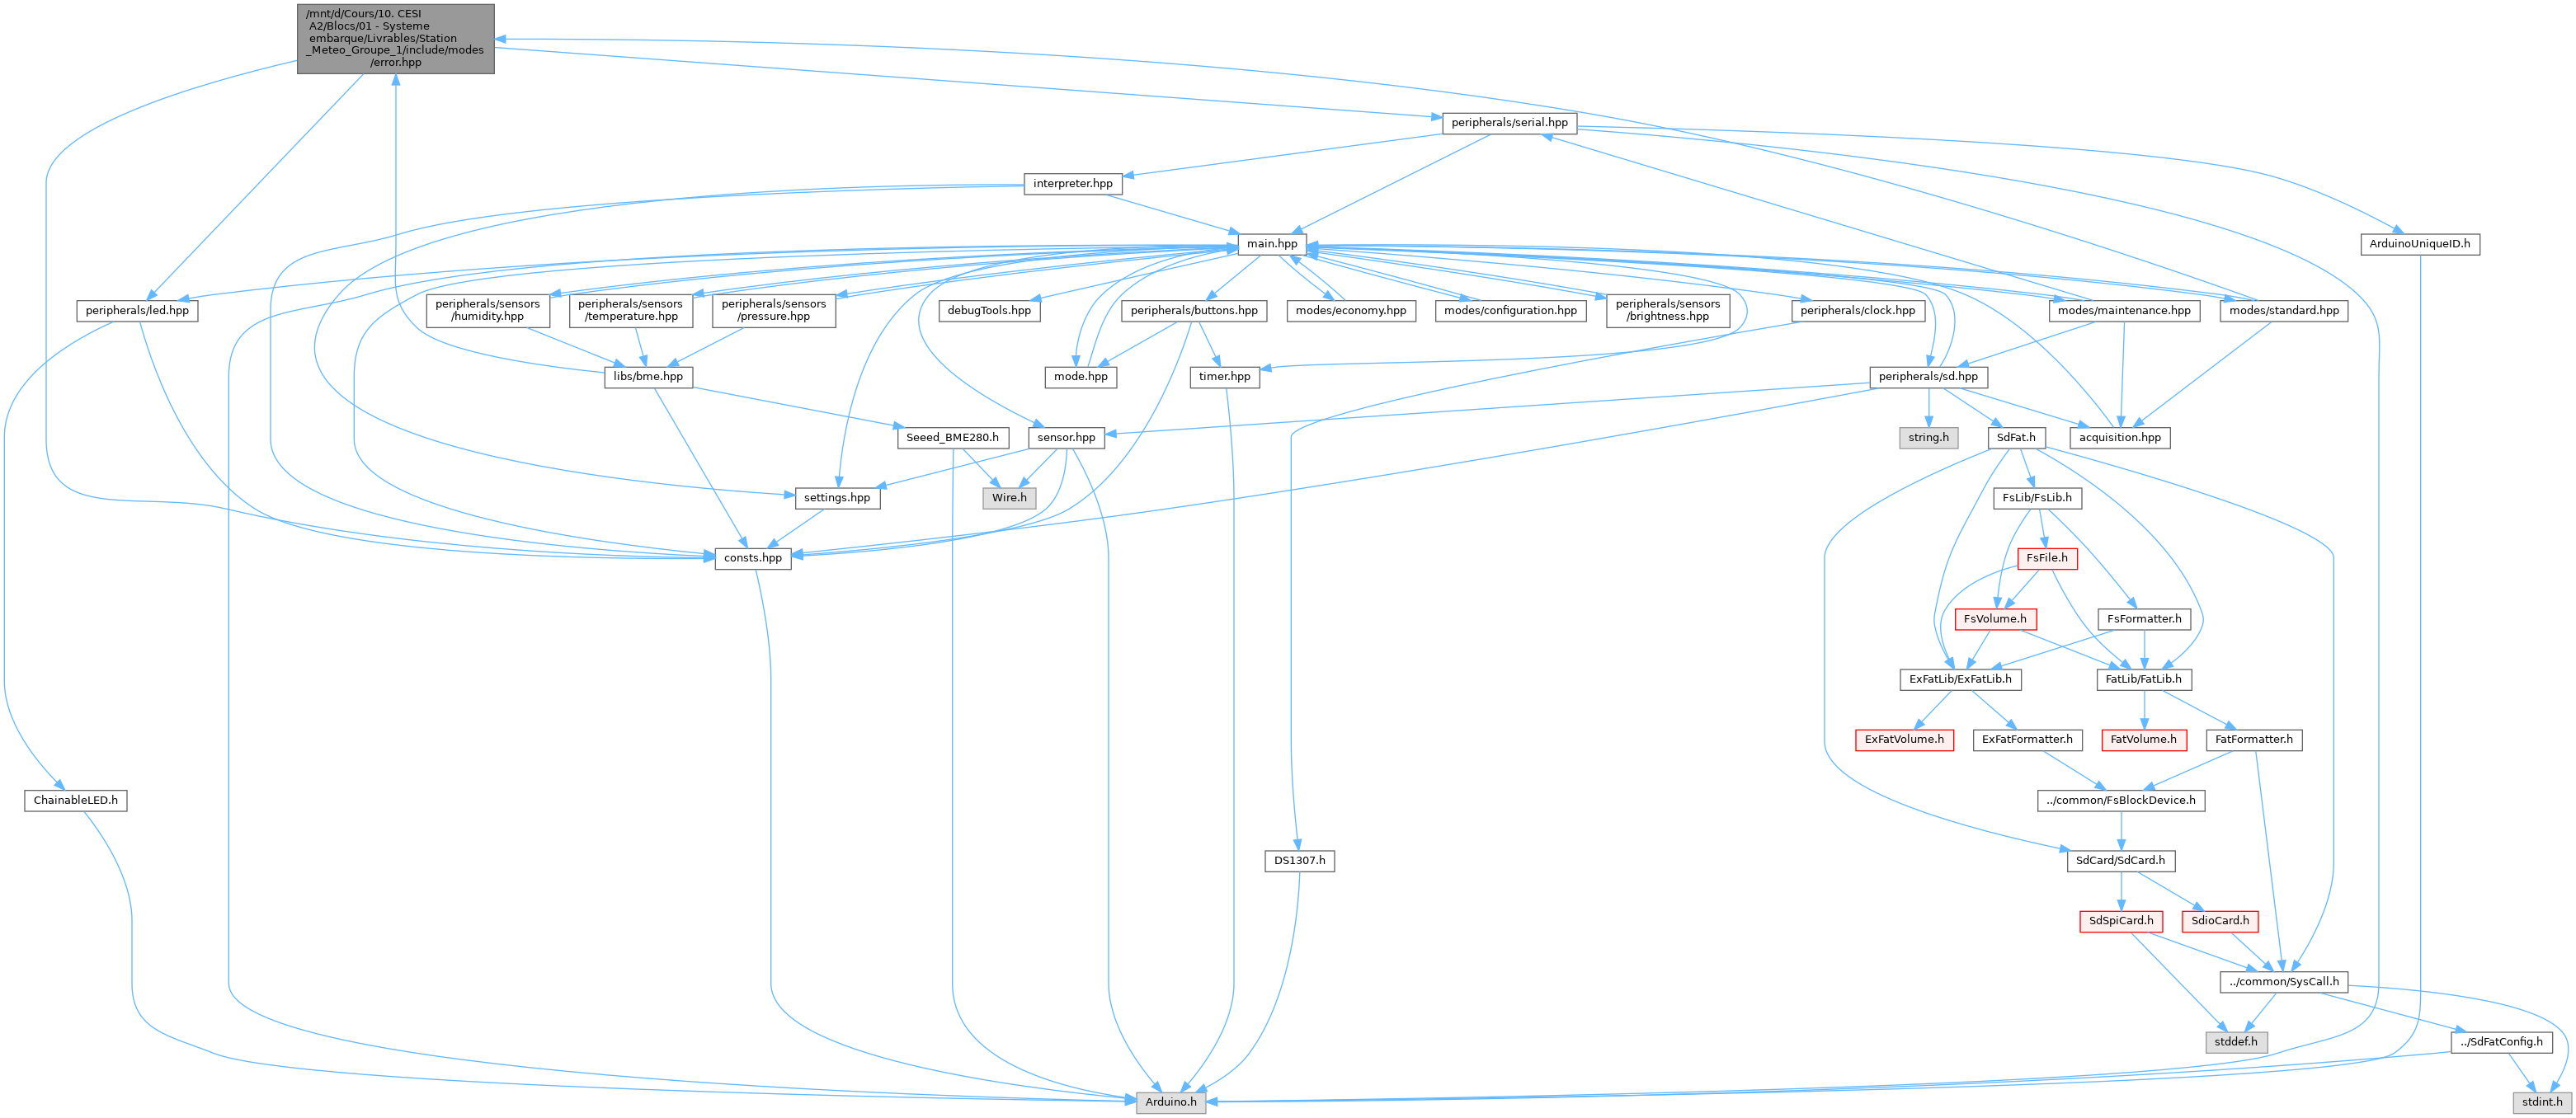 /mnt/d/Cours/10. CESI
A2/Blocs/01 - Systeme
embarque/Livrables/Station
_Meteo_Groupe_1/include/modes
/error.hpp
peripherals/serial.hpp
interpreter.hpp
main.hpp
ArduinoUniqueID.h
peripherals/led.hpp
peripherals/sensors
/humidity.hpp
peripherals/sensors
/temperature.hpp
peripherals/sensors
/pressure.hpp
debugTools.hpp
peripherals/buttons.hpp
modes/economy.hpp
modes/configuration.hpp
peripherals/sensors
/brightness.hpp
peripherals/clock.hpp
modes/maintenance.hpp
modes/standard.hpp
libs/bme.hpp
mode.hpp
timer.hpp
peripherals/sd.hpp
Seeed_BME280.h
sensor.hpp
string.h
SdFat.h
acquisition.hpp
settings.hpp
Wire.h
FsLib/FsLib.h
consts.hpp
FsFile.h
FsVolume.h
FsFormatter.h
ExFatLib/ExFatLib.h
FatLib/FatLib.h
ExFatVolume.h
ExFatFormatter.h
FatVolume.h
FatFormatter.h
ChainableLED.h
../common/FsBlockDevice.h
DS1307.h
SdCard/SdCard.h
SdSpiCard.h
SdioCard.h
../common/SysCall.h
stddef.h
../SdFatConfig.h
Arduino.h
stdint.h